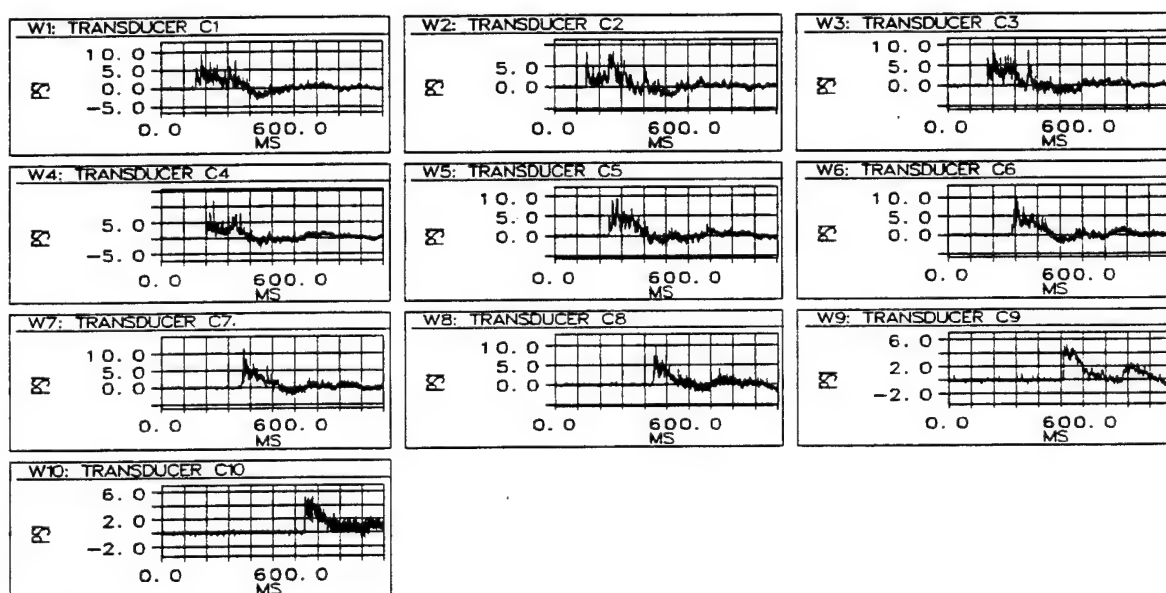 W1: TRANSDUCER C1
10.0
5.0
0.0
-5.0
0.0 600.0
MS
W2: TRANSDUCER C2
5.0
0.0
0.0 600.0
MS
W3: TRANSDUCER C3
10.0
5.0
0.0
0.0 600.0
MS
W4: TRANSDUCER C4
5.0
-5.0
0.0 600.0
MS
W5: TRANSDUCER C5
10.0
5.0
0.0
0.0 600.0
MS
W6: TRANSDUCER C6
10.0
5.0
0.0
0.0 600.0
MS
W7: TRANSDUCER C7.
10.0
5.0
0.0
0.0 600.0
MS
W8: TRANSDUCER C8
10.0
5.0
0.0
0.0 600.0
MS
W9: TRANSDUCER C9
6.0
2.0
-2.0
0.0 600.0
MS
W10: TRANSDUCER C10
6.0
2.0
-2.0
0.0 600.0
MS